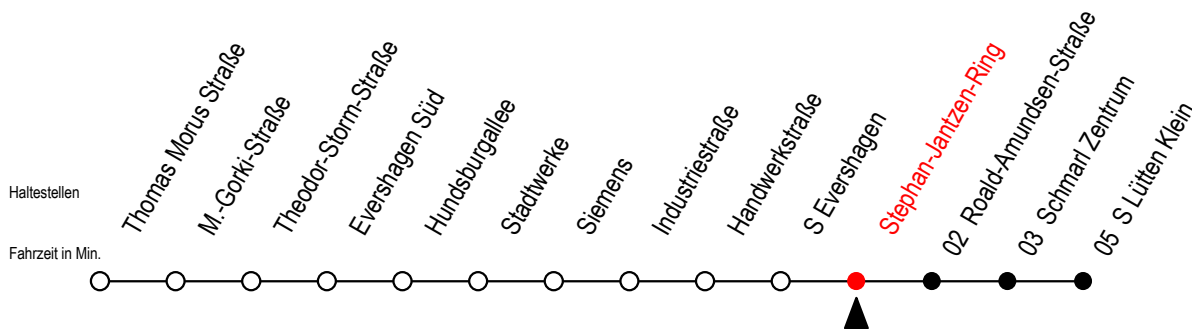 Haltestellen
Fahrzeit in Min.
Thomas Morus Straße
M.-Gorki-Straße
Theodor-Storm-Straße
Evershagen Süd
Hundsburgallee
Stadtwerke
Siemens
Industriestraße
Handwerkstraße
S Evershagen
Stephan-Jantzen-Ring
02 Roald-Amundsen-Straße
03 Schmarl Zentrum
05 S Lütten Klein